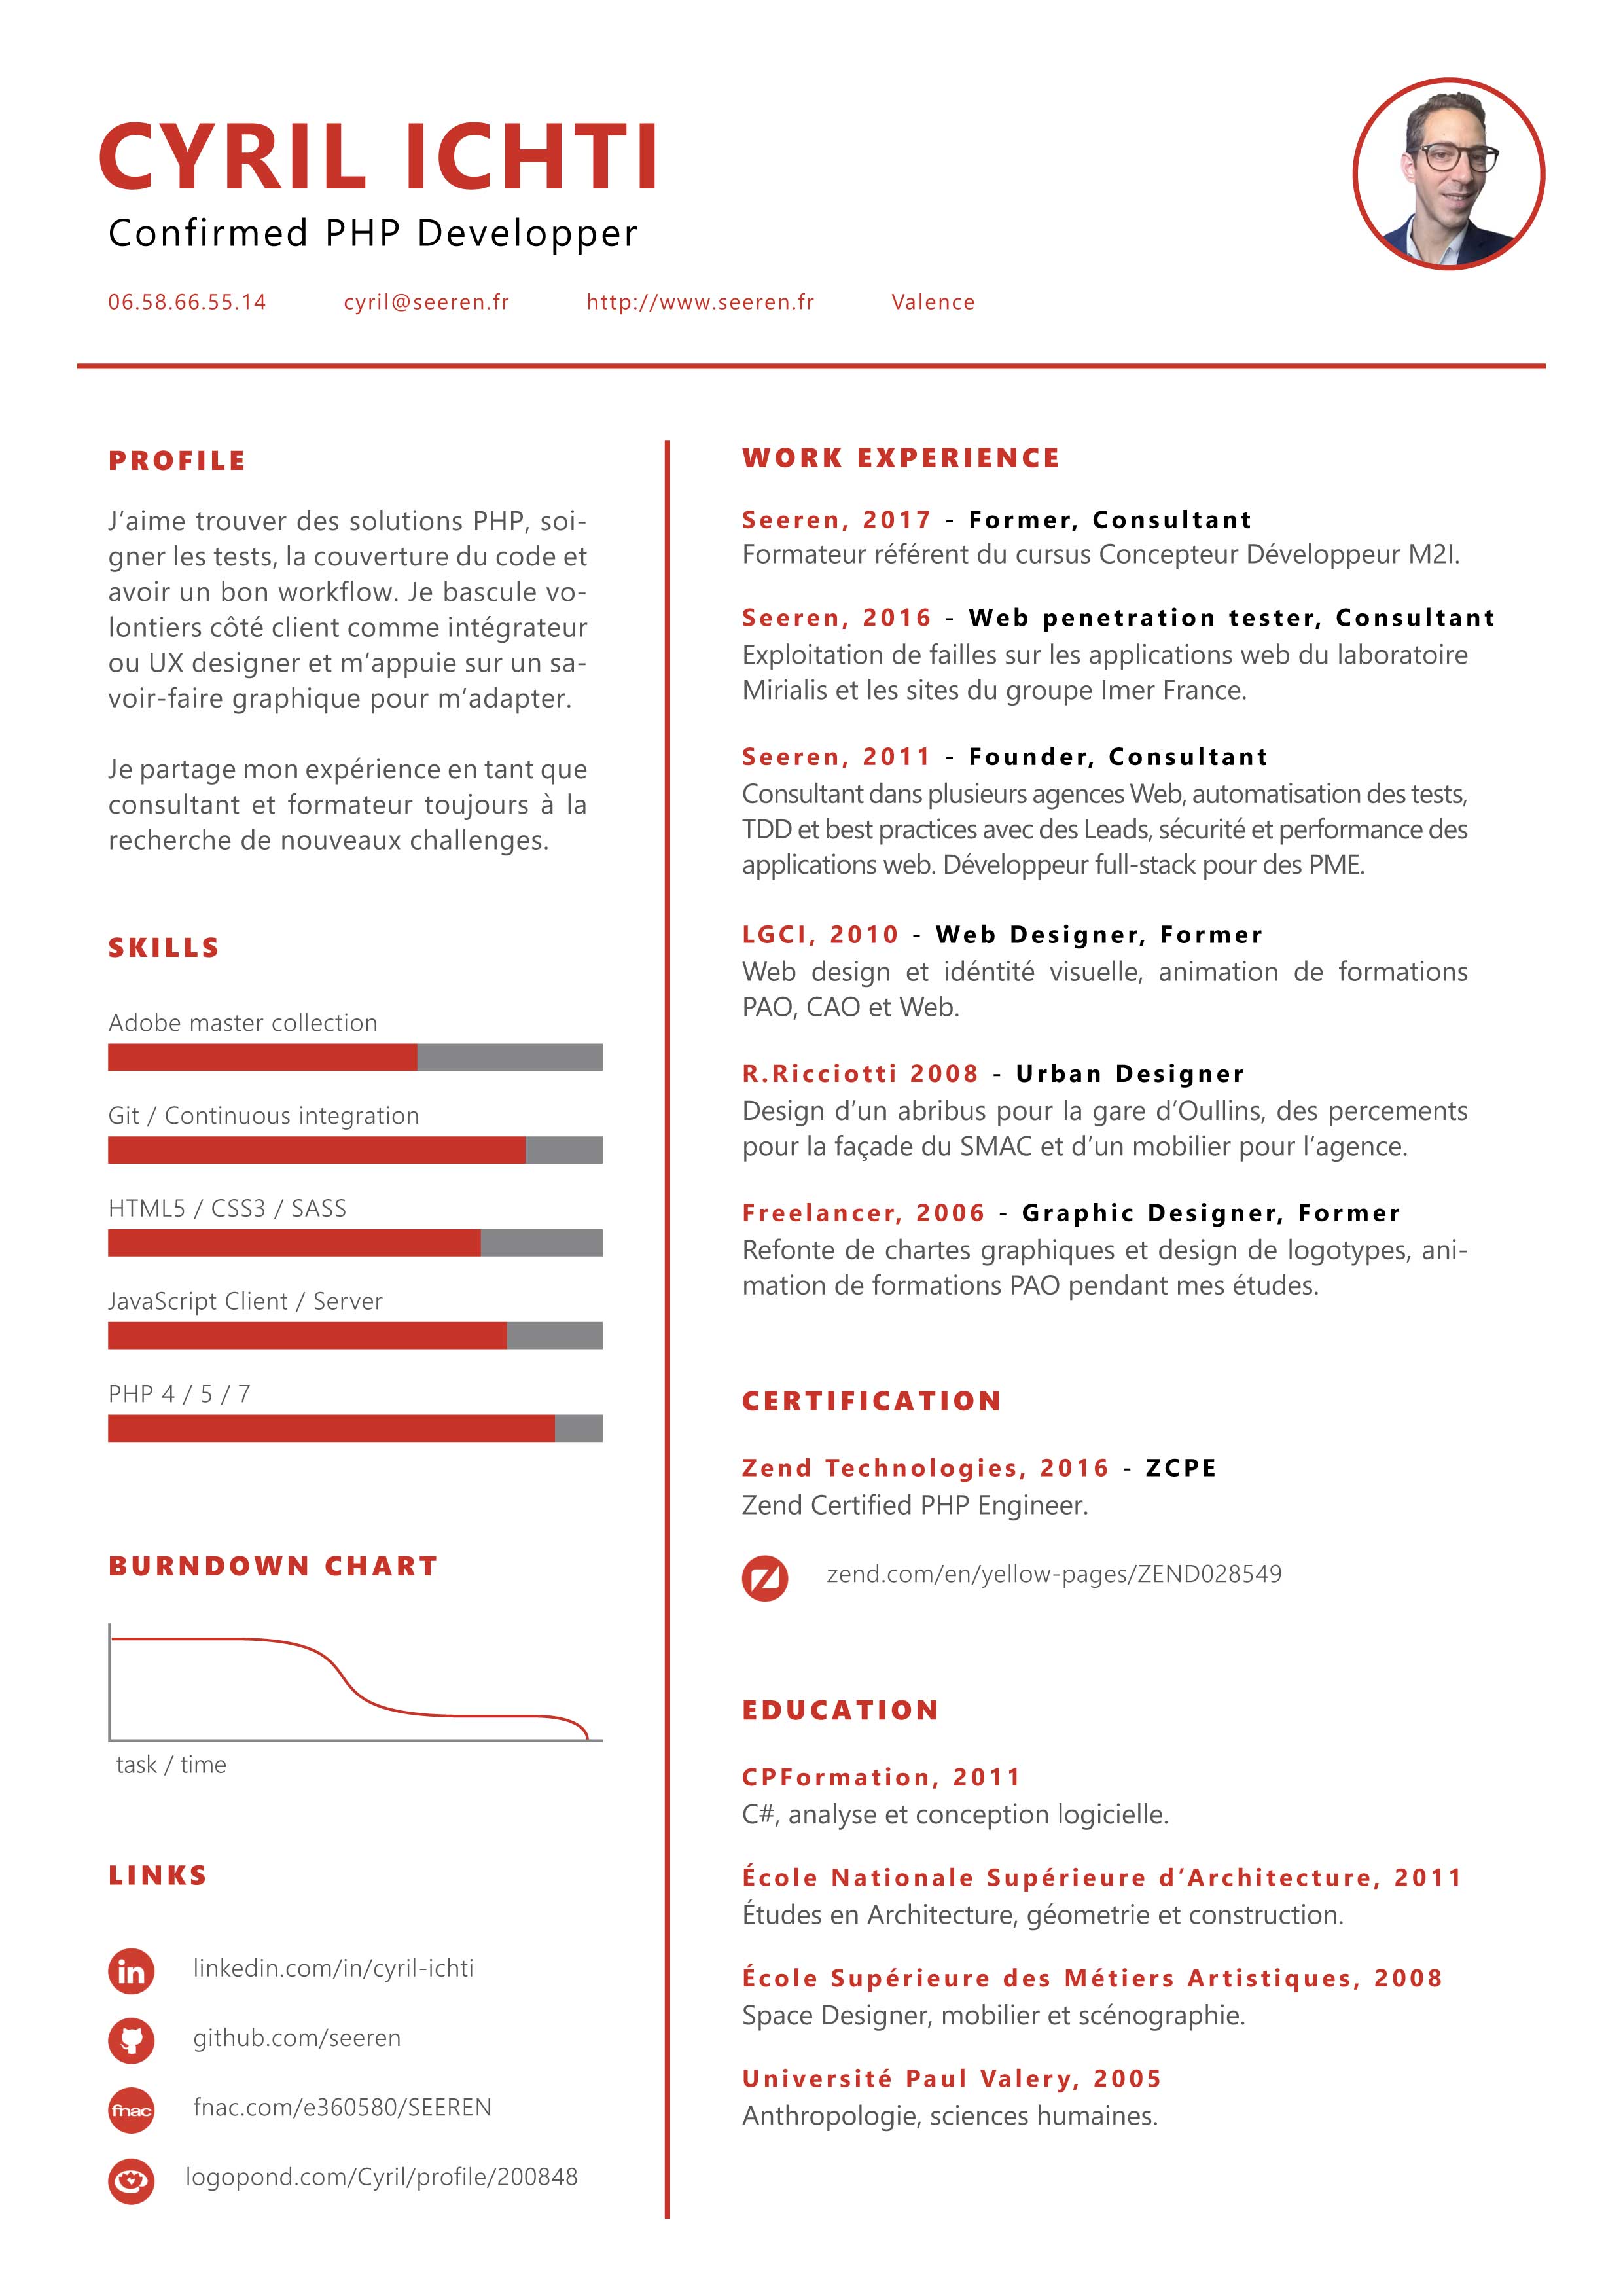 CYRIL ICHTI
Confirmed PHP Developper
06.58.66.55.14 cyril@seeren.fr http://www.seeren.fr Valence
PROFILE
J’aime trouver des solutions PHP, soi-
gner les tests, la couverture du code et
avoir un bon workflow. Je bascule vo-
lontiers côté client comme intégrateur
ou UX designer et m’appuie sur un sa-
voir-faire graphique pour m’adapter.
Je partage mon expérience en tant que
consultant et formateur toujours à la
recherche de nouveaux challenges.
SKILLS
Adobe master collection
Git / Continuous integration
HTML5 / CSS3 / SASS
JavaScript Client / Server
PHP 4 / 5 / 7
BURNDOWN CHART
task / time
LINKS
in linkedin.com/in/cyril-ichti
github.com/seeren
fnac fnac.com/e360580/SEEREN
logopond.com/Cyril/profile/200848
WORK EXPERIENCE
Seeren, 2017 - Former, Consultant
Formateur référent du cursus Concepteur Développeur M2I.
Seeren, 2016 - Web penetration tester, Consultant
Exploitation de failles sur les applications web du laboratoire
Mirialis et les sites du groupe Imer France.
Seeren, 2011 - Founder, Consultant
Consultant dans plusieurs agences Web, automatisation des tests,
TDD et best practices avec des Leads, sécurité et performance des
applications web. Développeur full-stack pour des PME.
LGCI, 2010 - Web Designer, Former
Web design et idéntité visuelle, animation de formations
PAO, CAO et Web.
R.Ricciotti 2008 - Urban Designer
Design d’un abribus pour la gare d’Oullins, des percements
pour la façade du SMAC et d’un mobilier pour l’agence.
Freelancer, 2006 - Graphic Designer, Former
Refonte de chartes graphiques et design de logotypes, ani-
mation de formations PAO pendant mes études.
CERTIFICATION
Zend Technologies, 2016 - ZCPE
Zend Certified PHP Engineer.
zend.com/en/yellow-pages/ZEND028549
EDUCATION
CPFormation, 2011
C#, analyse et conception logicielle.
École Nationale Supérieure d’Architecture, 2011
Études en Architecture, géometrie et construction.
École Supérieure des Métiers Artistiques, 2008
Space Designer, mobilier et scénographie.
Université Paul Valery, 2005
Anthropologie, sciences humaines.